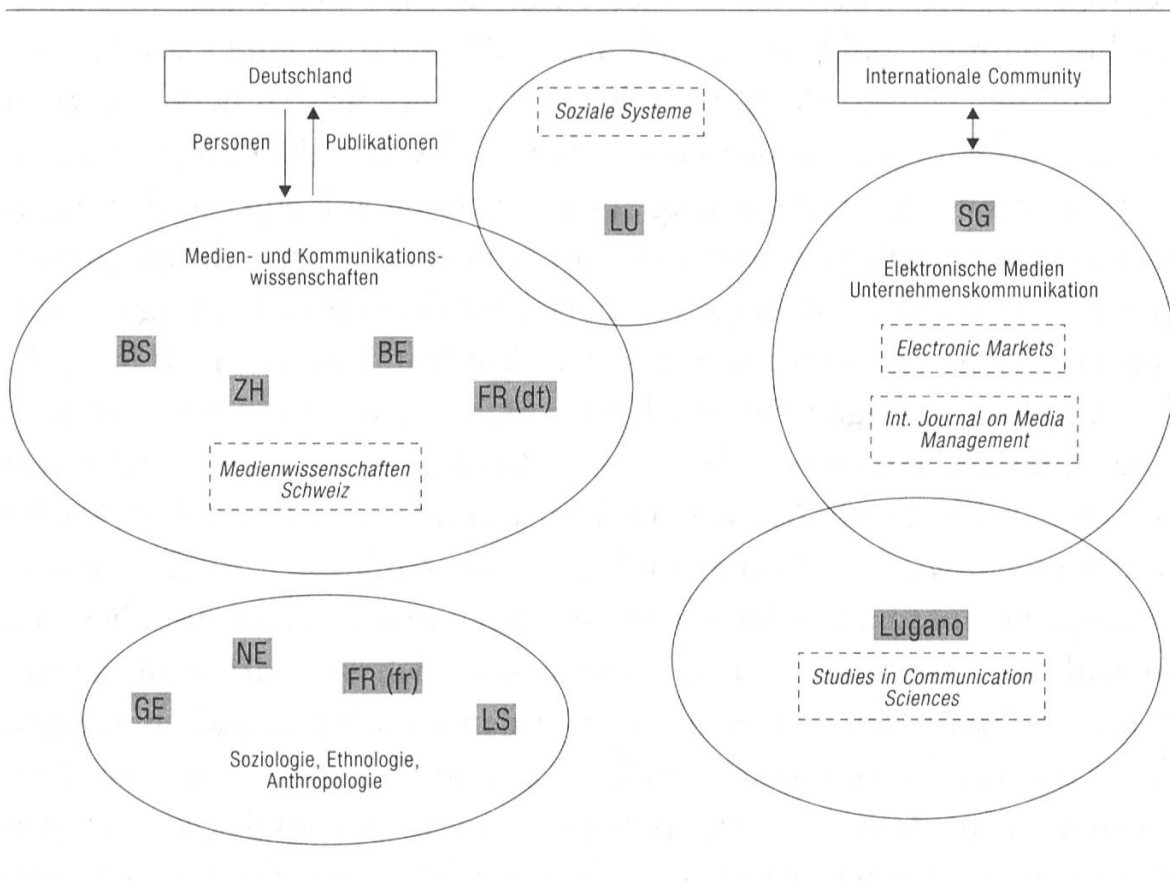 Deutschland
Personen
Publikationen
Medien- und Kommunikations-
wissenschaften
BS
BE
ZH
FR (dt)
Medienwissenschaften
Schweiz
Soziale Systeme
LU
Internationale Community
SG
Elektronische Medien
Unternehmenskommunikation
Electronic Markets
Int. Journal on Media
Management
Lugano
Studies in Communication
Sciences
NE
FR (fr)
GE
LS
Soziologie, Ethnologie,
Anthropologie